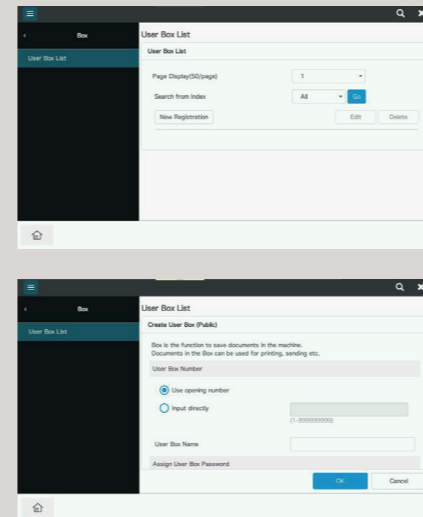 Box
User Box List
User Box List
User Box List
Page Display(50/page)
1
Search from Index
All
Go
New Registration
Edit
Delete
Box
User Box List
User Box List
Create User Box (Public)
Box is the function to save documents in the machine.
Documents in the Box can be used for printing, sending etc.
User Box Number
Use opening number
Input directly
(1-999999999)
User Box Name
Assign User Box Password
OK
Cancel